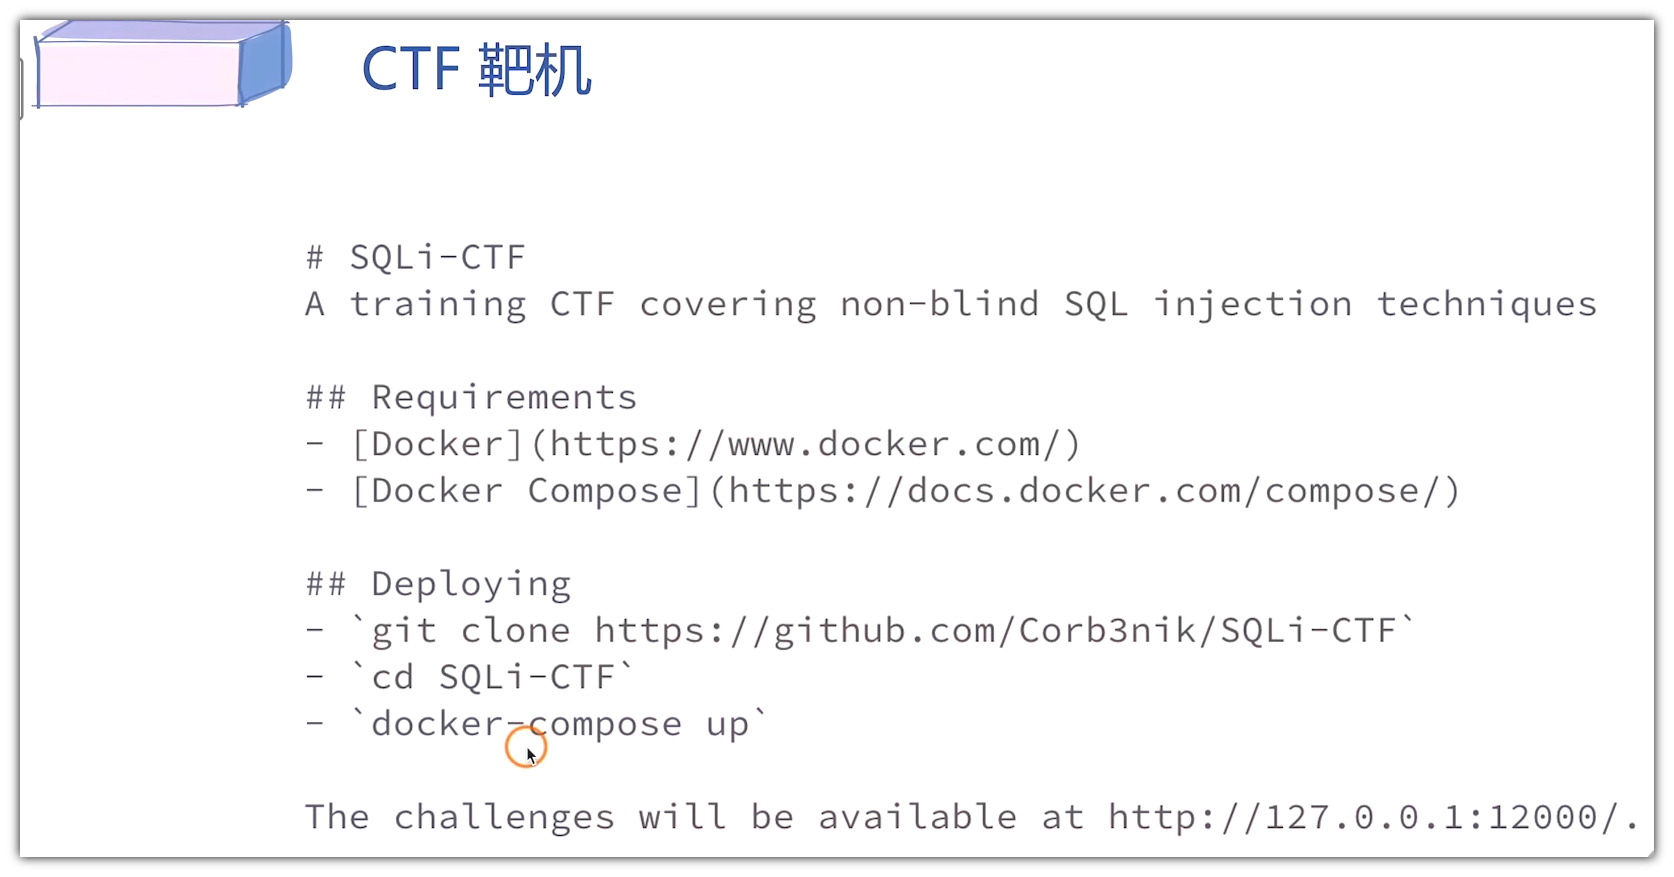 CTF 靶机
# SQLi-CTF
A training CTF covering non-blind SQL injection techniques
## Requirements
- [Docker](https://www.docker.com/)
- [Docker Compose](https://docs.docker.com/compose/)
## Deploying
- `git clone https://github.com/Corb3nik/SQLi-CTF`
- `cd SQLi-CTF`
- `docker-compose up`
The challenges will be available at http://127.0.0.1:12000/.